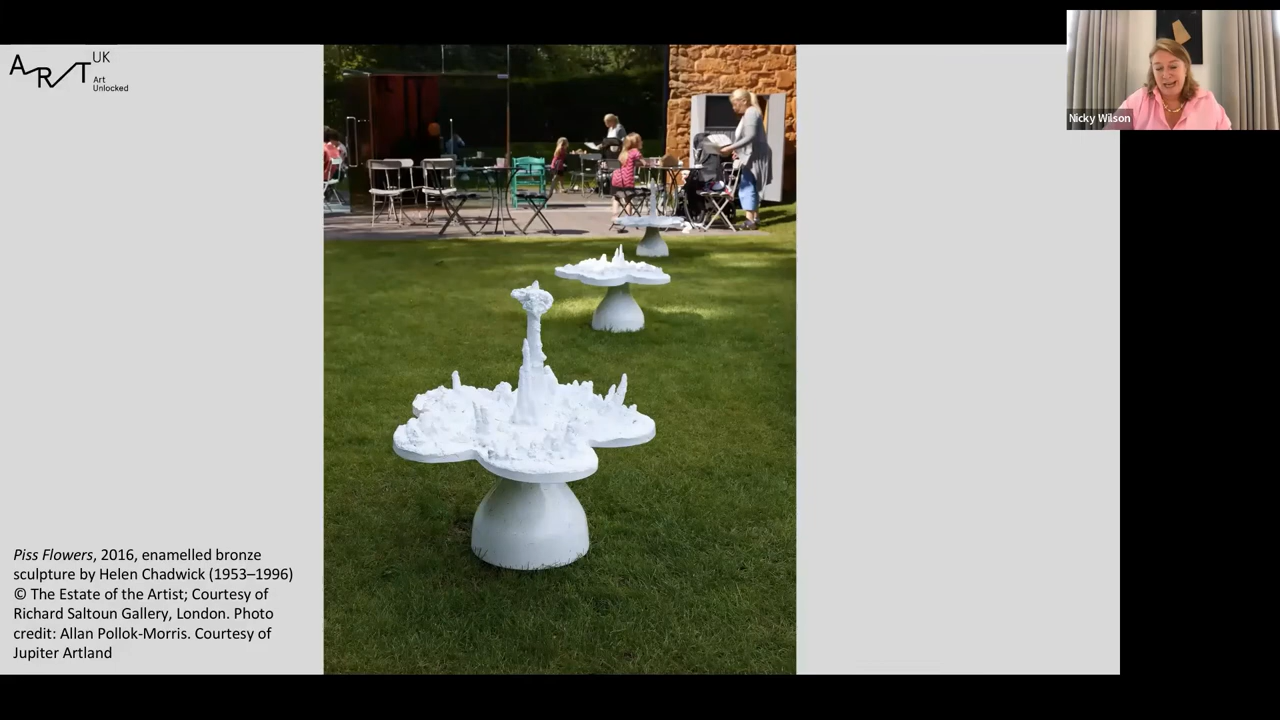 ART UK
Art
Unlocked
Nicky Wilson
Piss Flowers, 2016, enamelled bronze
sculpture by Helen Chadwick (1953–1996)
© The Estate of the Artist; Courtesy of
Richard Saltoun Gallery, London. Photo
credit: Allan Pollok-Morris. Courtesy of
Jupiter Artland